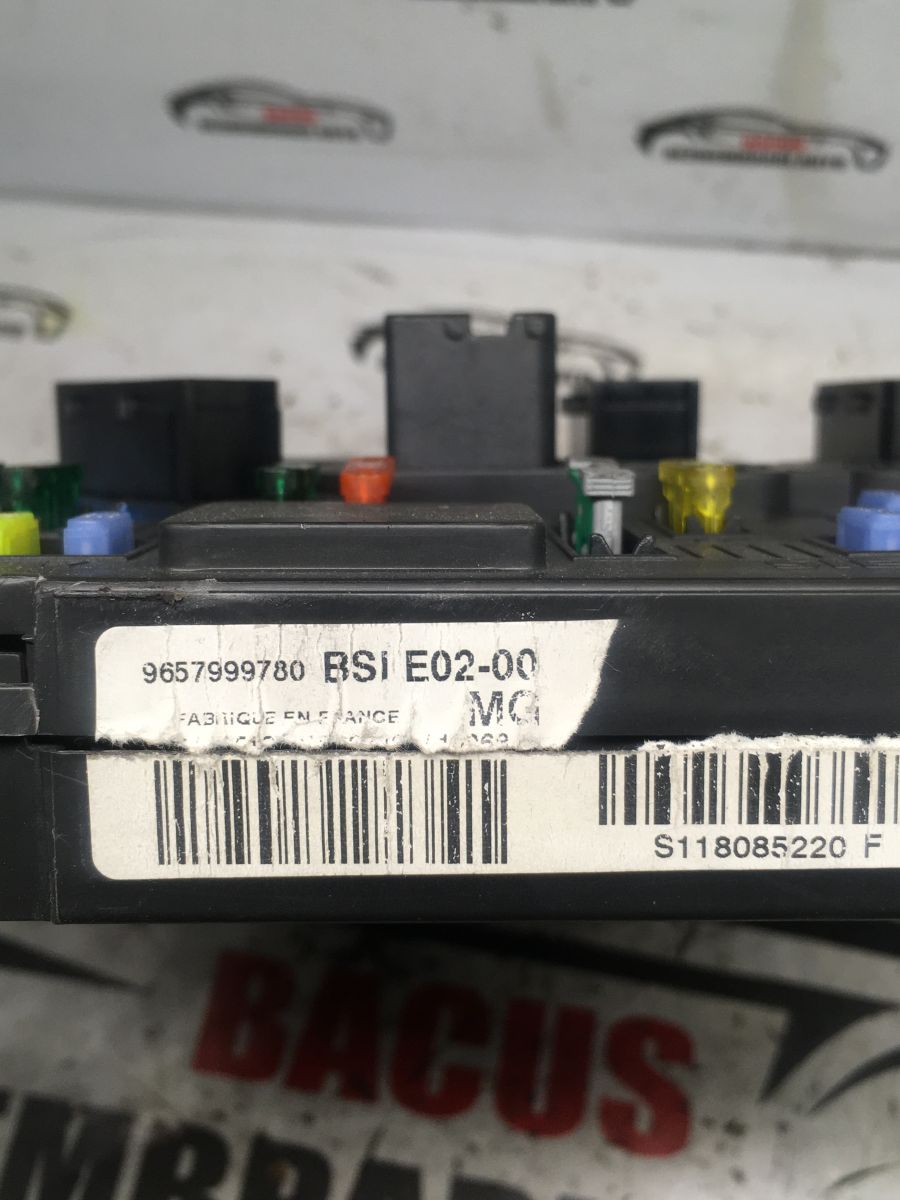 9657999780 BSI E02-00
MG
FABRIQUE EN FRANCE
S118085220 F
BACUS